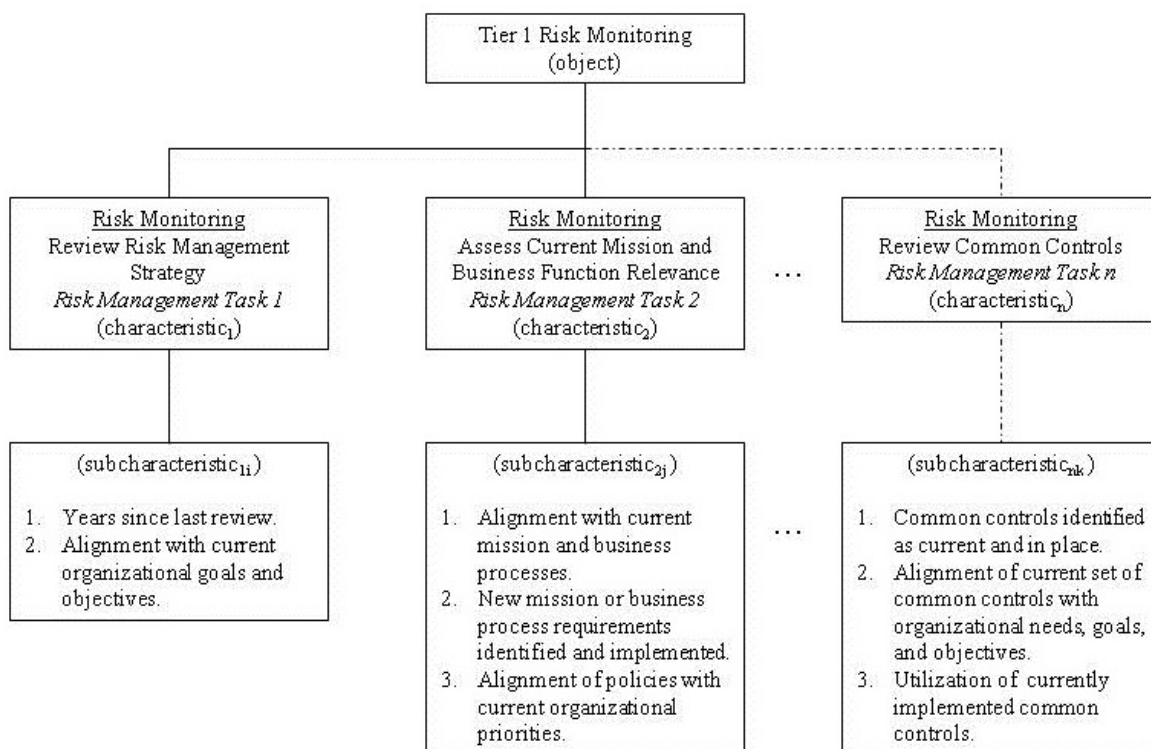 Tier 1 Risk Monitoring
(object)
Risk Monitoring
Review Risk Management
Strategy
Risk Management Task 1
(characteristic₁)
Risk Monitoring
Assess Current Mission and
Business Function Relevance
Risk Management Task 2
(characteristic₂)
...
Risk Monitoring
Review Common Controls
Risk Management Task n
(characteristicₙ)
(subcharacteristic₁ᵢ)
1. Years since last review.
2. Alignment with current
organizational goals and
objectives.
(subcharacteristic₂ⱼ)
1. Alignment with current
mission and business
processes.
2. New mission or business
process requirements
identified and implemented.
3. Alignment of policies with
current organizational
priorities.
...
(subcharacteristicₙₖ)
1. Common controls identified
as current and in place.
2. Alignment of current set of
common controls with
organizational needs, goals,
and objectives.
3. Utilization of currently
implemented common
controls.